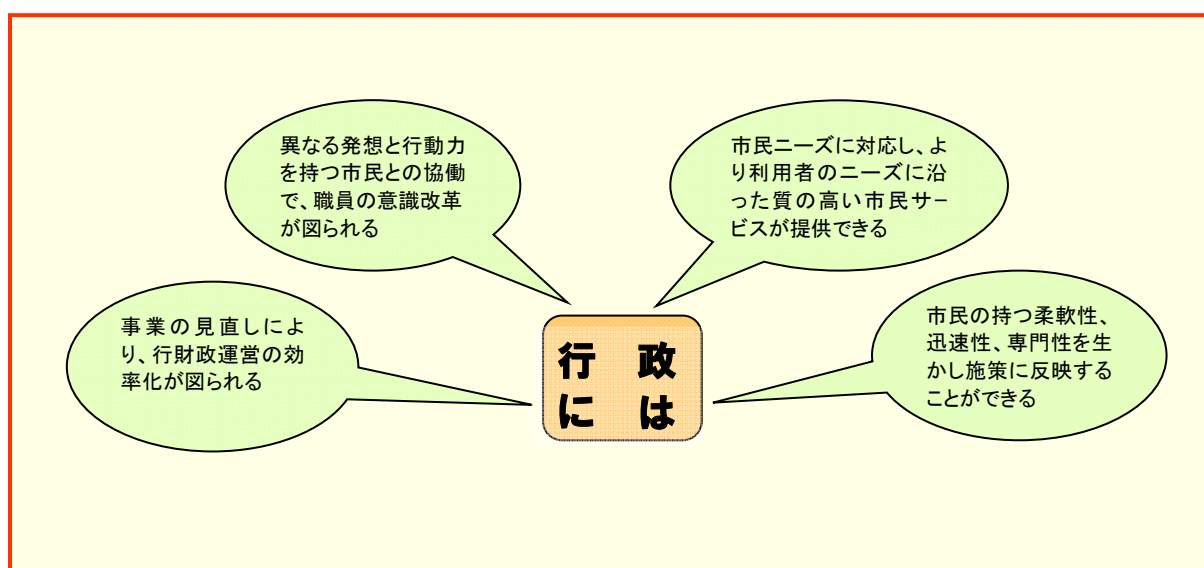 異なる発想と行動力
を持つ市民との協働
で、職員の意識改革
が図られる
市民ニーズに対応し、よ
り利用者のニーズに沿
った質の高い市民サー
ビスが提供できる
事業の見直しによ
り、行財政運営の効
率化が図られる
市民の持つ柔軟性、
迅速性、専門性を生
かし施策に反映する
ことができる
行　政
に　は